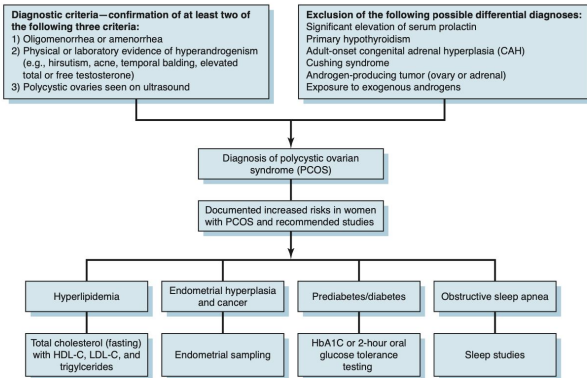 Diagnostic criteria—confirmation of at least two of
the following three criteria:
1) Oligomenorrhea or amenorrhea
2) Physical or laboratory evidence of hyperandrogenism
(e.g., hirsutism, acne, temporal balding, elevated
total or free testosterone)
3) Polycystic ovaries seen on ultrasound
Exclusion of the following possible differential diagnoses:
Significant elevation of serum prolactin
Primary hypothyroidism
Adult-onset congenital adrenal hyperplasia (CAH)
Cushing syndrome
Androgen-producing tumor (ovary or adrenal)
Exposure to exogenous androgens
Diagnosis of polycystic ovarian
syndrome (PCOS)
Documented increased risks in women
with PCOS and recommended studies
Hyperlipidemia
Endometrial hyperplasia
and cancer
Prediabetes/diabetes
Obstructive sleep apnea
Total cholesterol (fasting)
with HDL-C, LDL-C, and
trigylcerides
Endometrial sampling
HbA1C or 2-hour oral
glucose tolerance
testing
Sleep studies